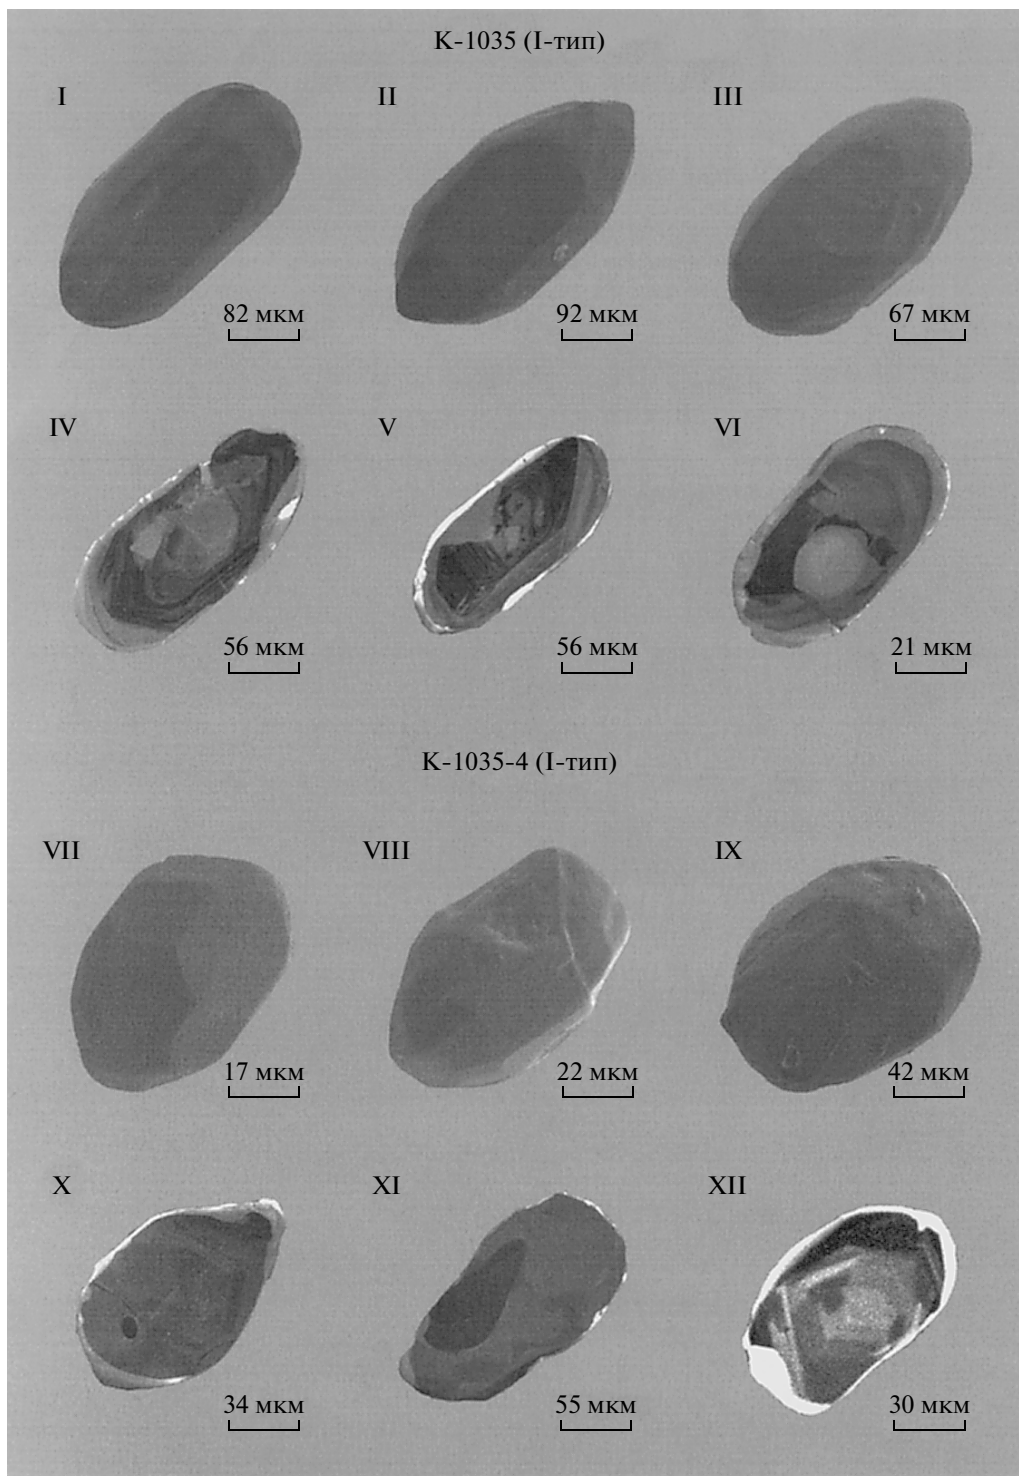 К-1035 (I-тип)
I
II
III
82 мкм
92 мкм
67 мкм
IV
V
VI
56 мкм
56 мкм
21 мкм
К-1035-4 (I-тип)
VII
VIII
IX
17 мкм
22 мкм
42 мкм
X
XI
XII
34 мкм
55 мкм
30 мкм